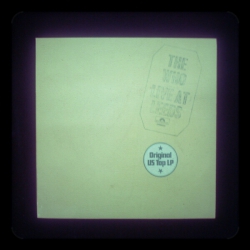 THE
WHO
LIVE AT
LEEDS
Original
US Top LP